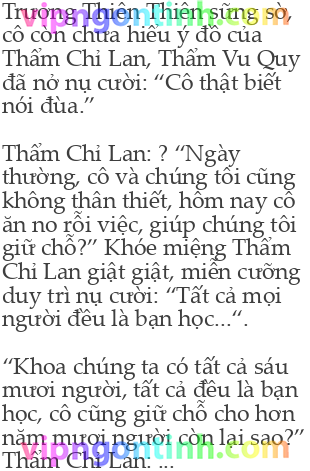 Trương Thiên Thiên sững sờ,
cô còn chưa hiểu ý đồ của
Thẩm Chi Lan, Thẩm Vu Quy
đã nở nụ cười: “Cô thật biết
nói đùa.”
Thẩm Chỉ Lan: ? “Ngày
thường, cô và chúng tôi cũng
không thân thiết, hôm nay cô
ăn no rỗi việc, giúp chúng tôi
giữ chỗ?” Khóe miệng Thẩm
Chỉ Lan giật giật, miễn cưỡng
duy trì nụ cười: “Tất cả mọi
người đều là bạn học...“.
“Khoa chúng ta có tất cả sáu
mươi người, tất cả đều là bạn
học, cô cũng giữ chỗ cho hơn
năm mươi người còn lại sao?”
Thẩm Chỉ Lan: ...
vipngontinh.com
vipngontinh.com